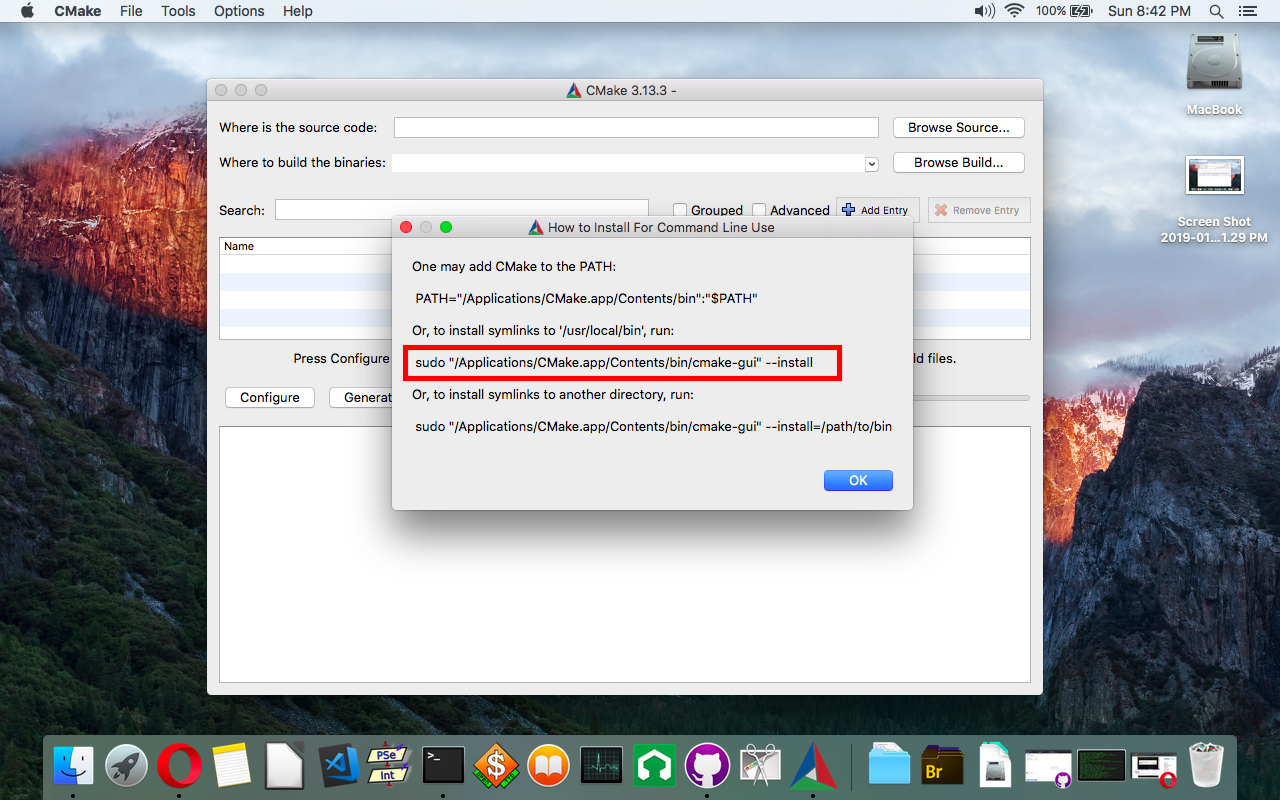 CMake File Tools Options Help 100% Sun 8:42 PM
MacBook
Screen Shot
2019-01...1.29 PM
CMake 3.13.3 -
Where is the source code: Browse Source...
Where to build the binaries: Browse Build...
Search: Grouped Advanced Add Entry Remove Entry
Name
Press Configure ld files.
Configure Generat
How to Install For Command Line Use
One may add CMake to the PATH:
PATH="/Applications/CMake.app/Contents/bin":"$PATH"
Or, to install symlinks to '/usr/local/bin', run:
sudo "/Applications/CMake.app/Contents/bin/cmake-gui" --install
Or, to install symlinks to another directory, run:
sudo "/Applications/CMake.app/Contents/bin/cmake-gui" --install=/path/to/bin
OK
PSe
Int
>_
$
Br